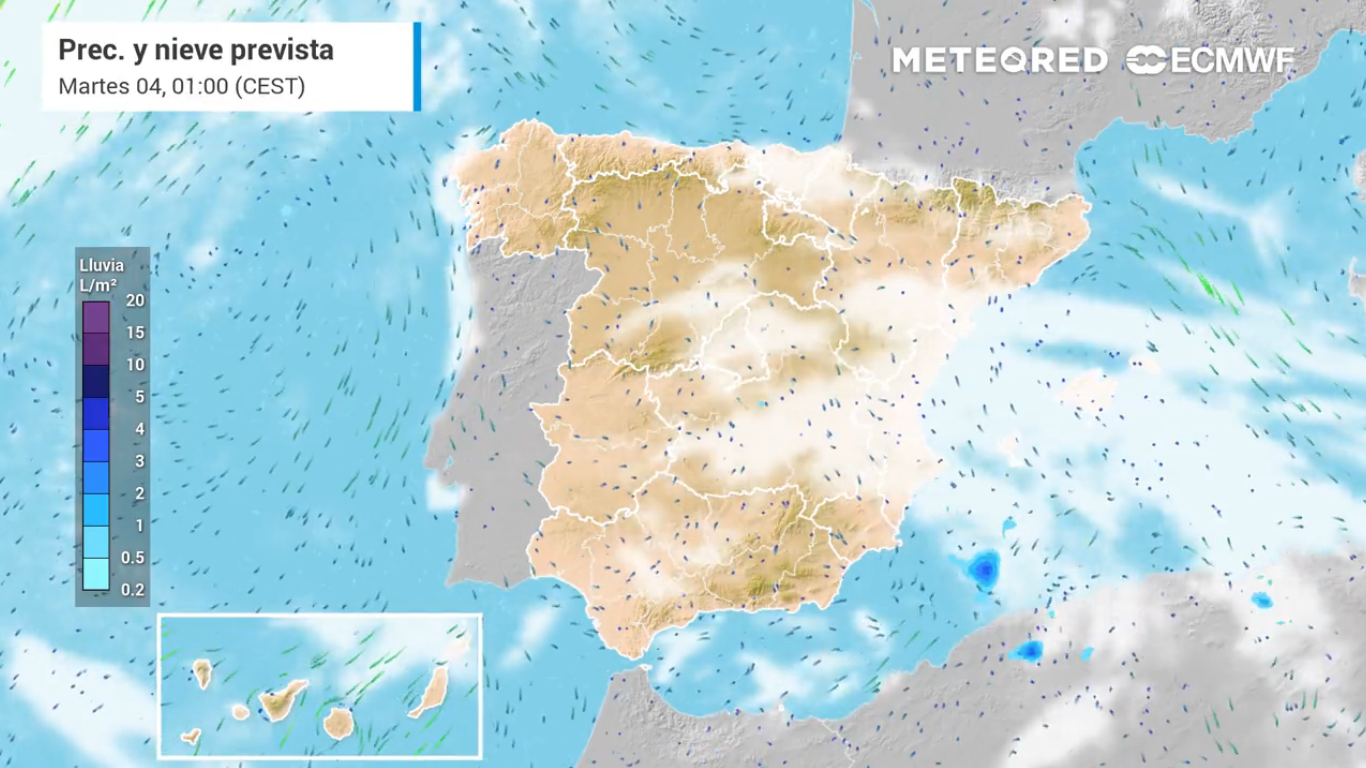 Prec. y nieve prevista
Martes 04, 01:00 (CEST)
METEORED ECMWF
Lluvia
L/m²
20
15
10
5
4
3
2
1
0.5
0.2